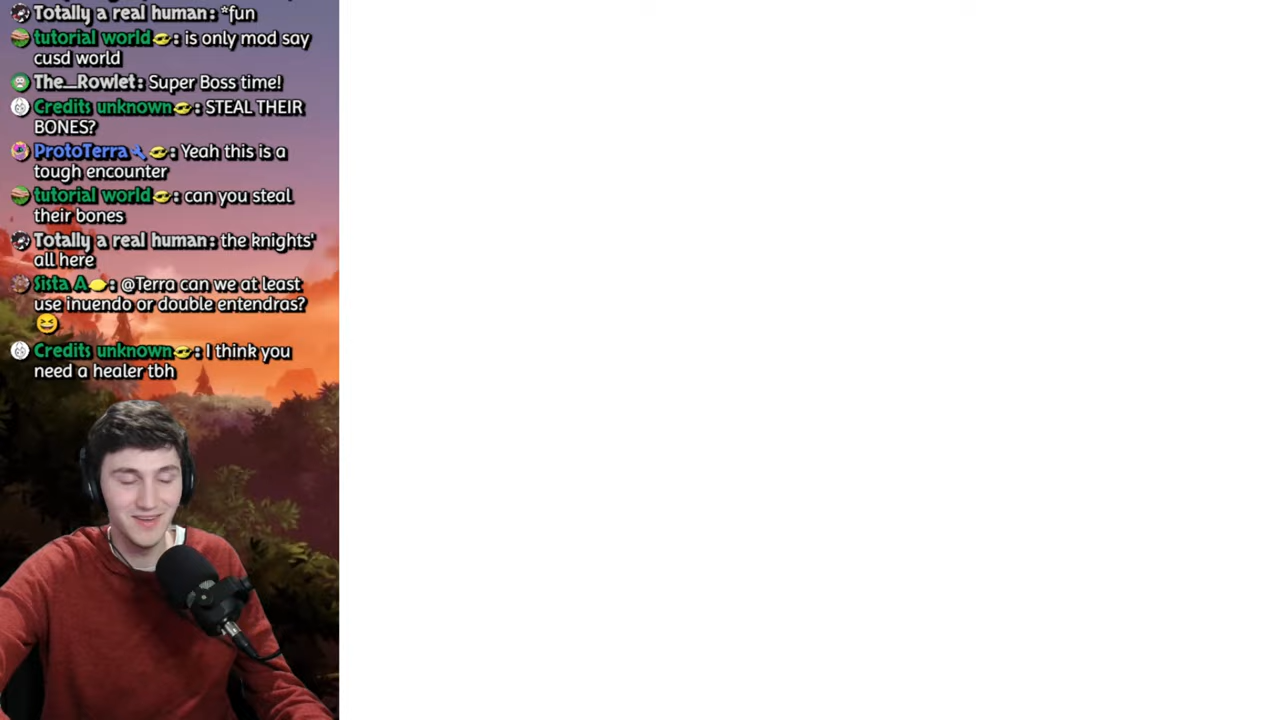 Totally a real human: *fun
tutorial world: is only mod say
cusd world
The_Rowlet: Super Boss time!
Credits unknown: STEAL THEIR
BONES?
ProtoTerra: Yeah this is a
tough encounter
tutorial world: can you steal
their bones
Totally a real human: the knights'
all here
Sista A: @Terra can we at least
use inuendo or double entendras?
Credits unknown: I think you
need a healer tbh